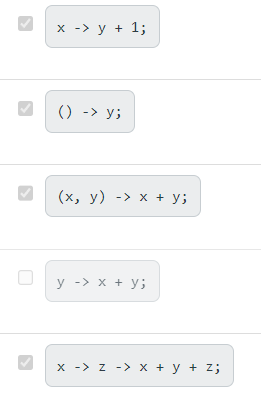 x -> y + 1;
() -> y;
(x, y) -> x + y;
y -> x + y;
x -> z -> x + y + z;